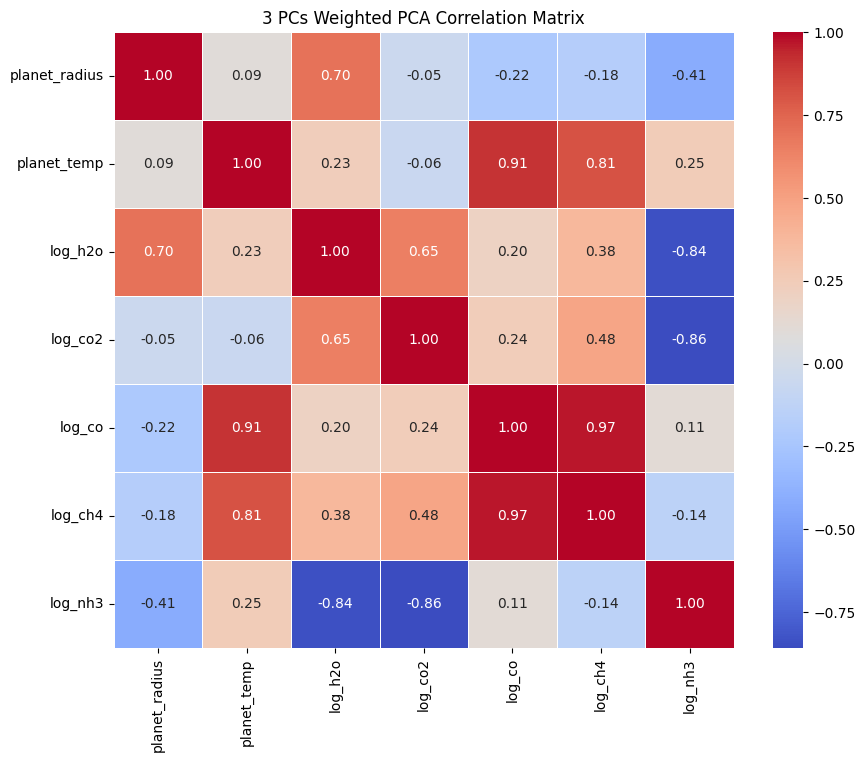 3 PCs Weighted PCA Correlation Matrix
planet_radius 1.00 0.09 0.70 -0.05 -0.22 -0.18 -0.41
planet_temp 0.09 1.00 0.23 -0.06 0.91 0.81 0.25
log_h2o 0.70 0.23 1.00 0.65 0.20 0.38 -0.84
log_co2 -0.05 -0.06 0.65 1.00 0.24 0.48 -0.86
log_co -0.22 0.91 0.20 0.24 1.00 0.97 0.11
log_ch4 -0.18 0.81 0.38 0.48 0.97 1.00 -0.14
log_nh3 -0.41 0.25 -0.84 -0.86 0.11 -0.14 1.00
planet_radius planet_temp log_h2o log_co2 log_co log_ch4 log_nh3
1.00
0.75
0.50
0.25
0.00
-0.25
-0.50
-0.75